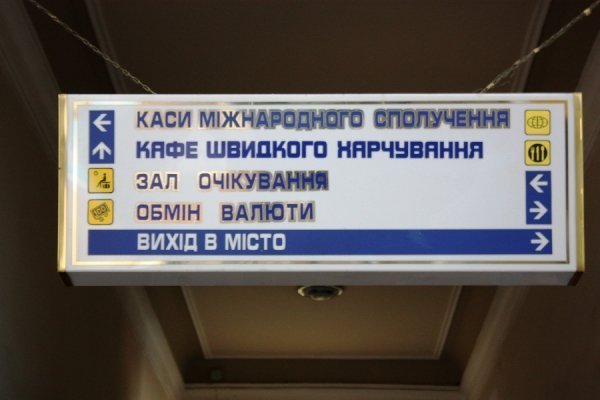 КАСИ МІЖНАРОДНОГО СПОЛУЧЕННЯ
КАФЕ ШВИДКОГО ХАРЧУВАННЯ
ЗАЛ ОЧІКУВАННЯ
ОБМІН ВАЛЮТИ
ВИХІД В МІСТО